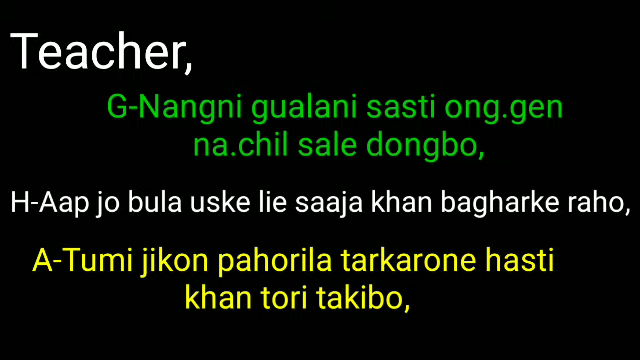 Teacher,
G-Nangni gualani sasti ong.gen
na.chil sale dongbo,
H-Aap jo bula uske lie saaja khan bagharke raho,
A-Tumi jikon pahorila tarkarone hasti
khan tori takibo,